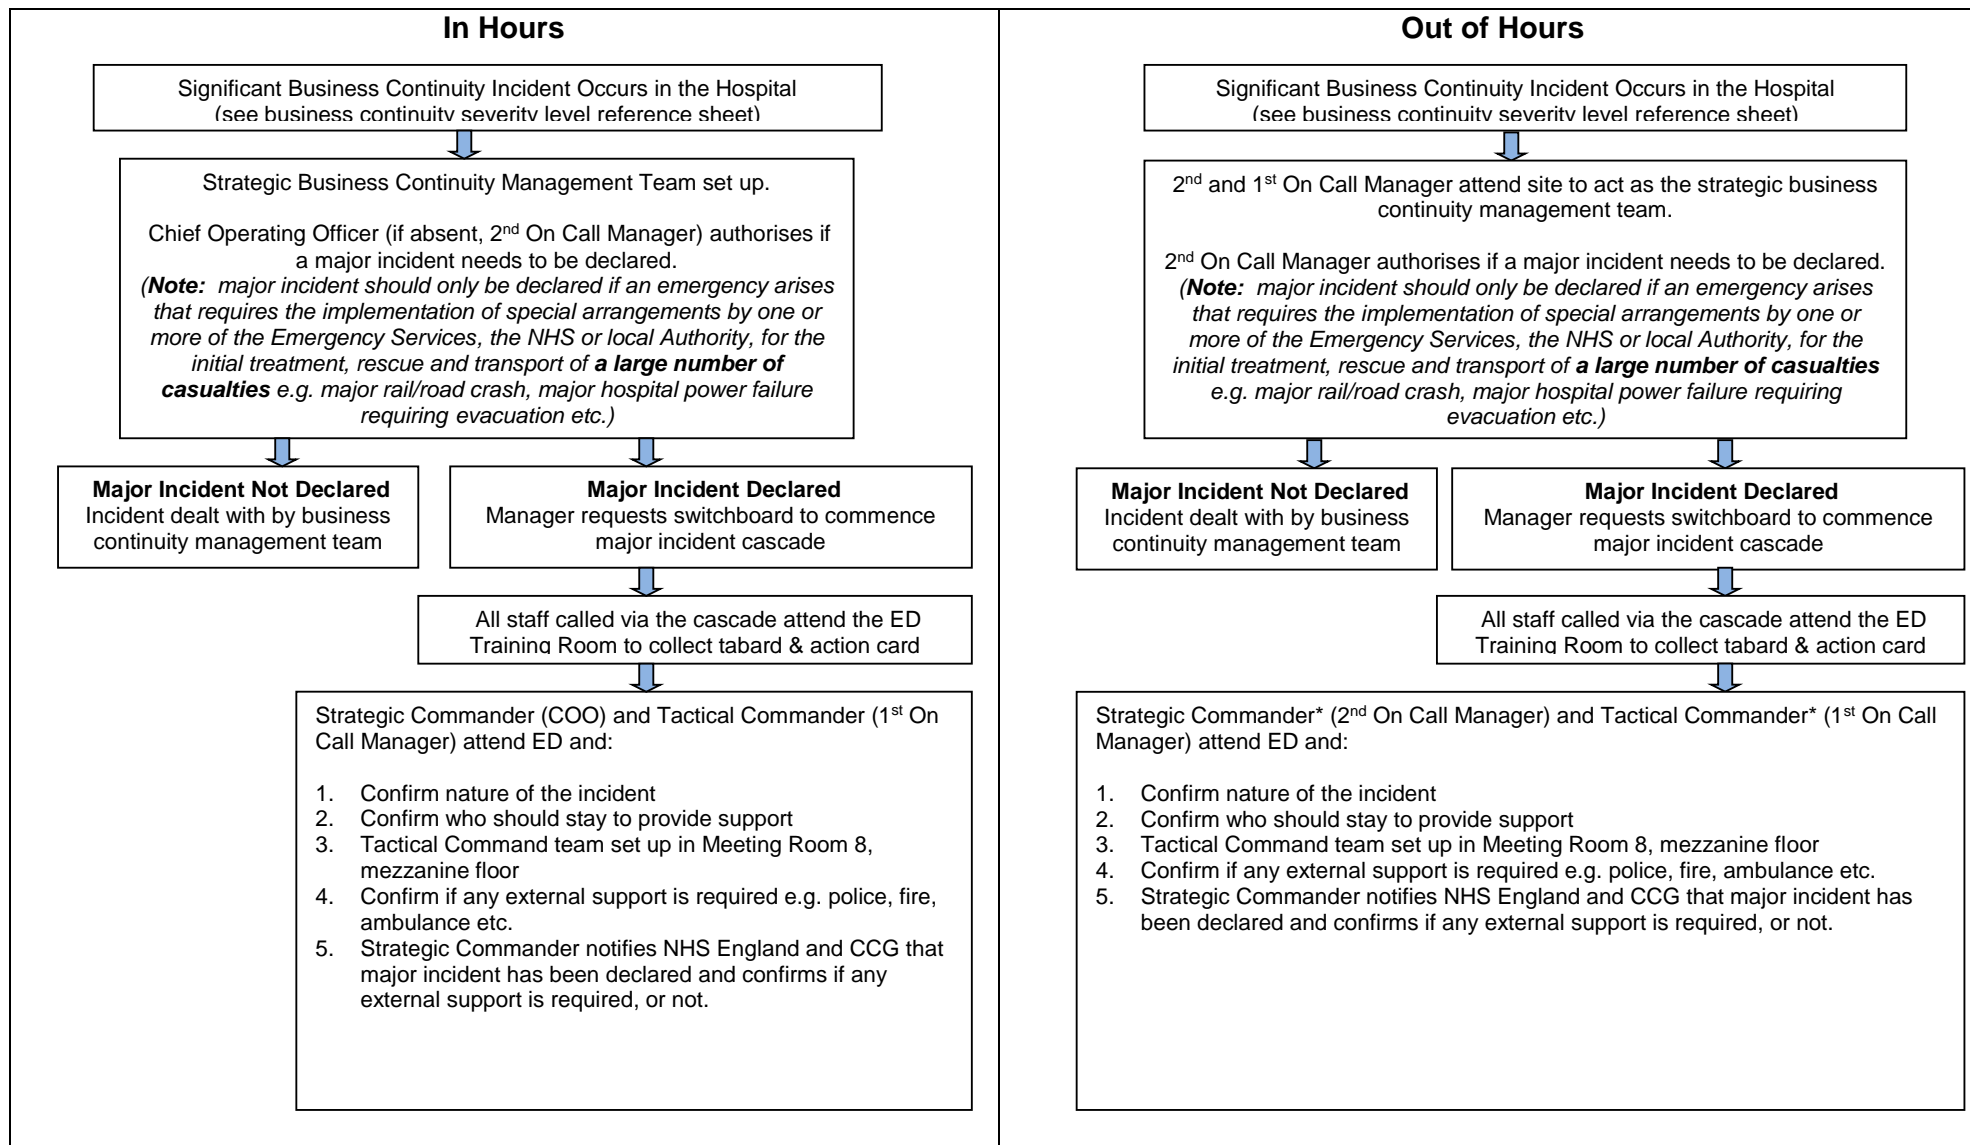 In Hours
Significant Business Continuity Incident Occurs in the Hospital
(see business continuity severity level reference sheet)
Strategic Business Continuity Management Team set up.
Chief Operating Officer (if absent, 2nd On Call Manager) authorises if
a major incident needs to be declared.
(Note:  major incident should only be declared if an emergency arises
that requires the implementation of special arrangements by one or
more of the Emergency Services, the NHS or local Authority, for the
initial treatment, rescue and transport of a large number of
casualties e.g. major rail/road crash, major hospital power failure
requiring evacuation etc.)
Major Incident Not Declared
Incident dealt with by business
continuity management team
Major Incident Declared
Manager requests switchboard to commence
major incident cascade
All staff called via the cascade attend the ED
Training Room to collect tabard & action card
Strategic Commander (COO) and Tactical Commander (1st On
Call Manager) attend ED and:
1. Confirm nature of the incident
2. Confirm who should stay to provide support
3. Tactical Command team set up in Meeting Room 8,
mezzanine floor
4. Confirm if any external support is required e.g. police, fire,
ambulance etc.
5. Strategic Commander notifies NHS England and CCG that
major incident has been declared and confirms if any
external support is required, or not.
Out of Hours
Significant Business Continuity Incident Occurs in the Hospital
(see business continuity severity level reference sheet)
2nd and 1st On Call Manager attend site to act as the strategic business
continuity management team.
2nd On Call Manager authorises if a major incident needs to be declared.
(Note:  major incident should only be declared if an emergency arises
that requires the implementation of special arrangements by one or
more of the Emergency Services, the NHS or local Authority, for the
initial treatment, rescue and transport of a large number of casualties
e.g. major rail/road crash, major hospital power failure requiring
evacuation etc.)
Major Incident Not Declared
Incident dealt with by business
continuity management team
Major Incident Declared
Manager requests switchboard to commence
major incident cascade
All staff called via the cascade attend the ED
Training Room to collect tabard & action card
Strategic Commander* (2nd On Call Manager) and Tactical Commander* (1st On Call
Manager) attend ED and:
1. Confirm nature of the incident
2. Confirm who should stay to provide support
3. Tactical Command team set up in Meeting Room 8, mezzanine floor
4. Confirm if any external support is required e.g. police, fire, ambulance etc.
5. Strategic Commander notifies NHS England and CCG that major incident has
been declared and confirms if any external support is required, or not.